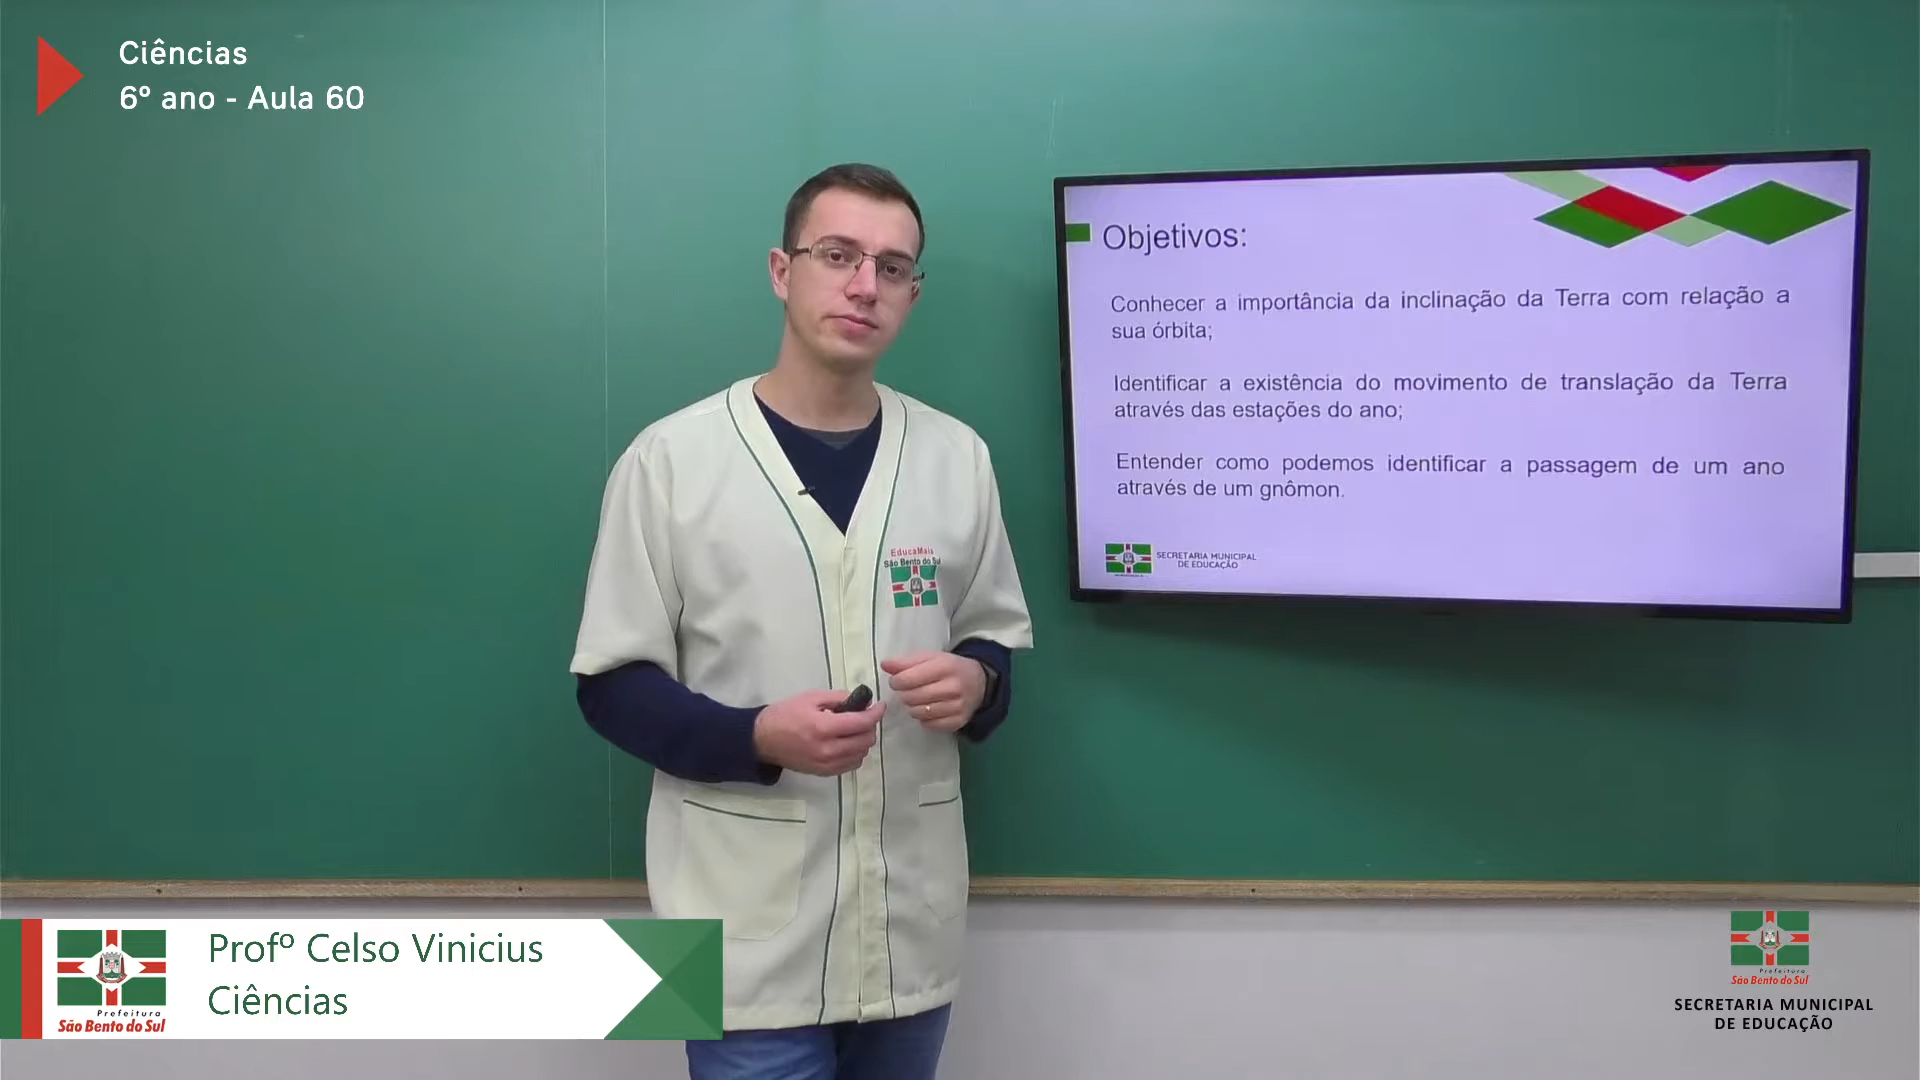 Ciências
6º ano - Aula 60
Objetivos:
Conhecer a importância da inclinação da Terra com relação a
sua órbita;
Identificar a existência do movimento de translação da Terra
através das estações do ano;
Entender como podemos identificar a passagem de um ano
através de um gnômon.
SECRETARIA MUNICIPAL
DE EDUCAÇÃO
EducaMais
São Bento do Sul
Profº Celso Vinicius
Ciências
Prefeitura
São Bento do Sul
Prefeitura
São Bento do Sul
SECRETARIA MUNICIPAL
DE EDUCAÇÃO